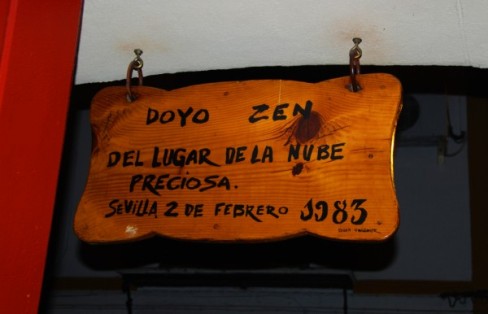 DOYO ZEN
DEL LUGAR DE LA NUBE
PRECIOSA.
SEVILLA 2 DE FEBRERO 1983